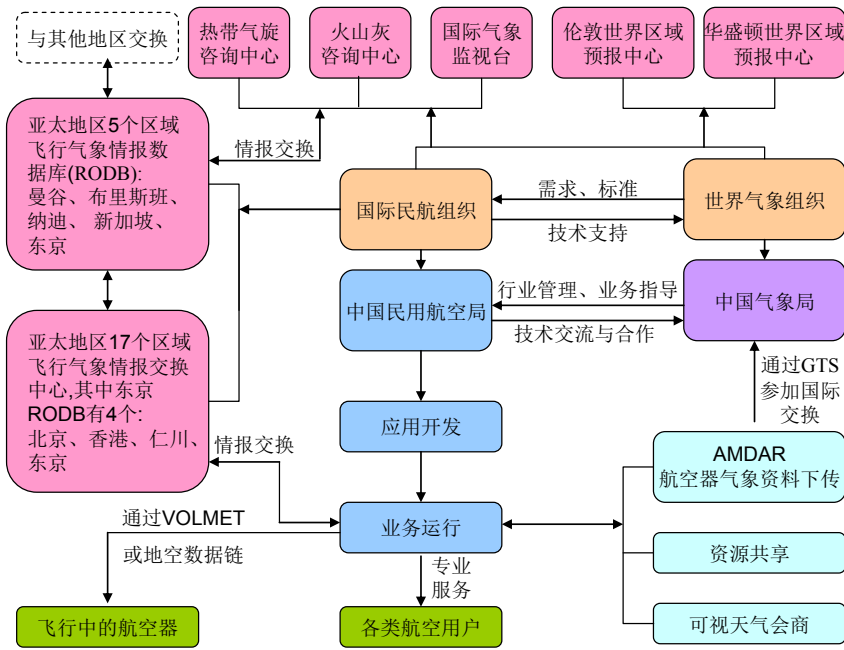 与其他地区交换
热带气旋
咨询中心
火山灰
咨询中心
国际气象
监视台
伦敦世界区域
预报中心
华盛顿世界区域
预报中心
亚太地区5个区域
飞行气象情报数
据库(RODB):
曼谷、布里斯班、
纳迪、 新加坡、
东京
情报交换
国际民航组织
需求、标准
技术支持
世界气象组织
中国民用航空局
行业管理、业务指导
技术交流与合作
中国气象局
亚太地区17个区域
飞行气象情报交换
中心,其中东京
RODB有4个:
北京、香港、仁川、
东京
情报交换
应用开发
通过GTS
参加国际
交换
AMDAR
航空器气象资料下传
通过VOLMET
或地空数据链
业务运行
资源共享
专业
服务
飞行中的航空器
各类航空用户
可视天气会商